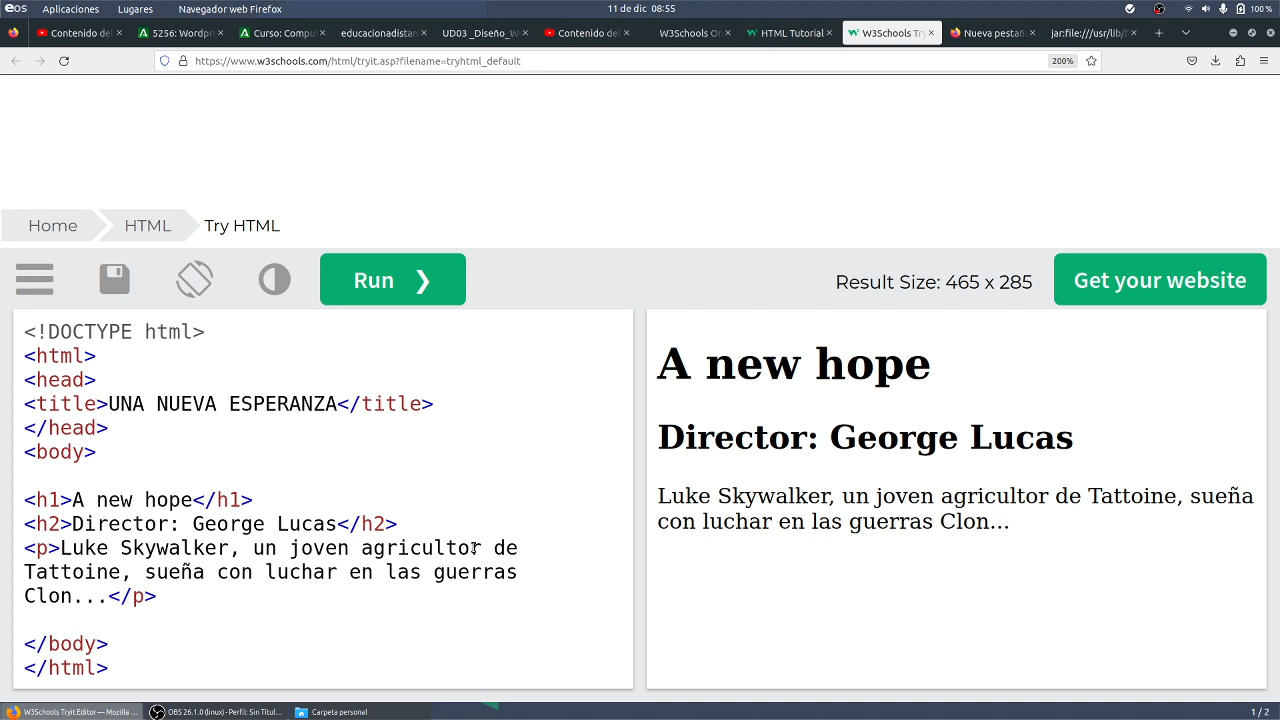 eos Aplicaciones Lugares Navegador web Firefox 11 de dic 08:55 100 %
Contenido del 5256: Wordpr Curso: Compu educacionadistan UD03 _Diseño_W Contenido del W3Schools On HTML Tutorial W3Schools Try Nueva pestañ jar:file:///usr/lib/f
https://www.w3schools.com/html/tryit.asp?filename=tryhtml_default 200%
Home HTML Try HTML
Run ❯ Result Size: 465 x 285 Get your website
<!DOCTYPE html>
<html>
<head>
<title>UNA NUEVA ESPERANZA</title>
</head>
<body>
<h1>A new hope</h1>
<h2>Director: George Lucas</h2>
<p>Luke Skywalker, un joven agricultor de
Tattoine, sueña con luchar en las guerras
Clon...</p>
</body>
</html>
A new hope
Director: George Lucas
Luke Skywalker, un joven agricultor de Tattoine, sueña
con luchar en las guerras Clon...
W3Schools Tryit Editor — Mozilla ... OBS 26.1.0 (linux) - Perfil: Sin Titul... Carpeta personal 1 / 2